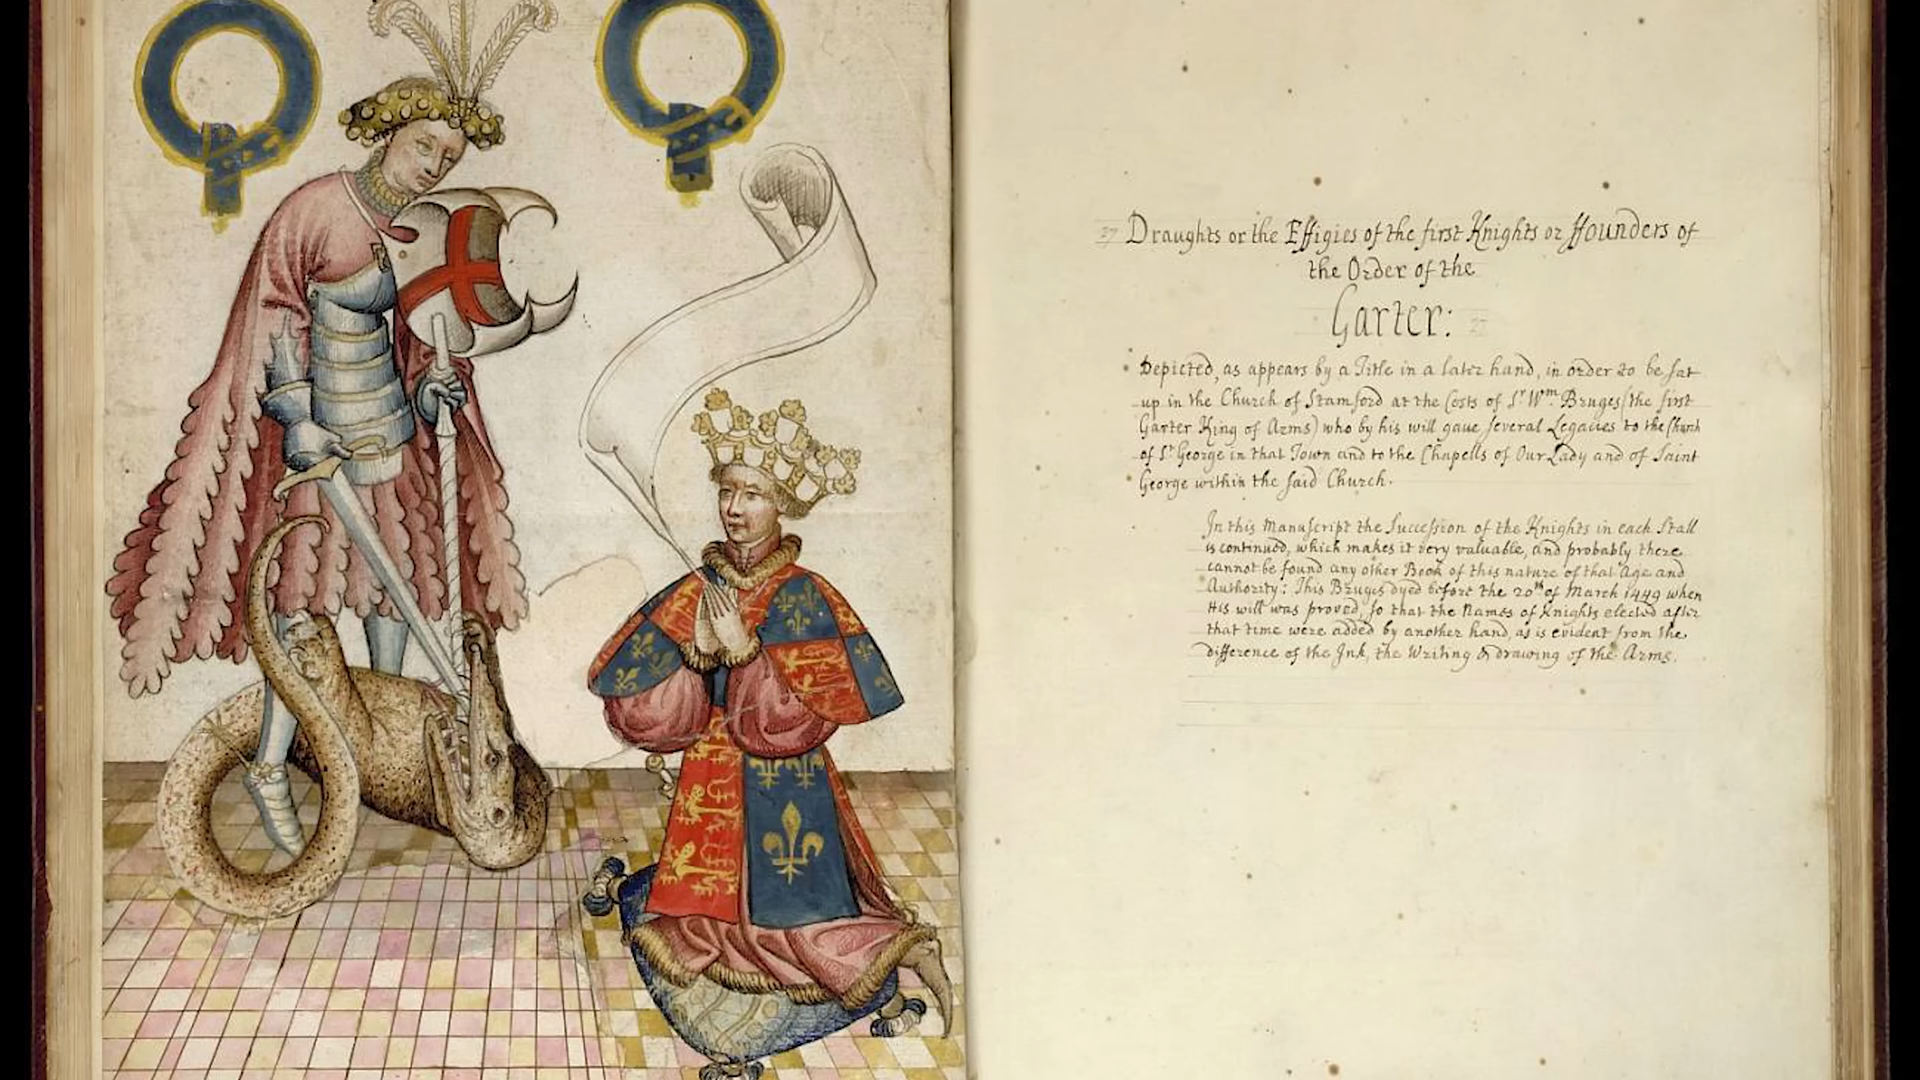 Draughts or the Effigies of the first Knights or ffounders of
the Order of the
Garter:
Depicted, as appears by a Title in a later hand, in order to be sat
up in the Church of Stamford at the Costs of Sr. Wm. Bruges (the first
Garter King of Arms) who by his will gave several Legacies to the Church
of St. George in that Town and to the Chapells of Our Lady and of Saint
George within the said Church.
In this Manuscript the Succession of the Knights in each Stall
is continued, which makes it very valuable, and probably there
cannot be found any other Book of this nature of that Age and
Authority: This Bruges dyed before the 20th of March 1449 when
His will was proved, so that the Names of Knights elected after
that time were added by another hand, as is evident from the
difference of the Ink, the Writing & drawing of the Arms.